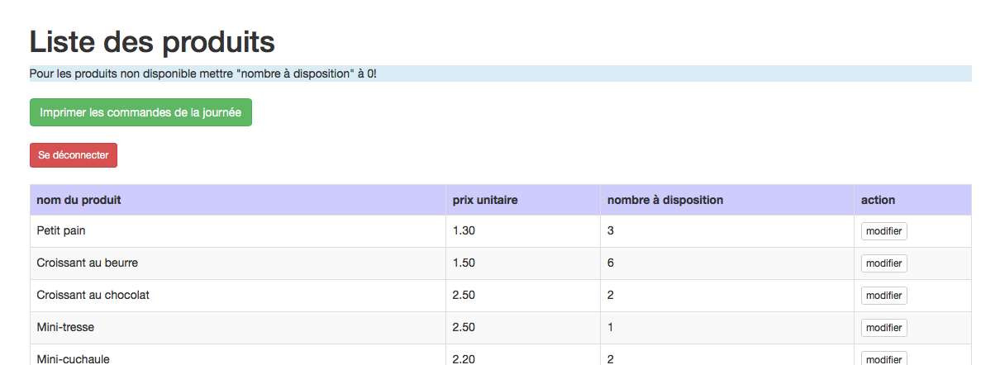 Liste des produits
Pour les produits non disponible mettre "nombre à disposition" à 0!
Imprimer les commandes de la journée
Se déconnecter
nom du produit prix unitaire nombre à disposition action
Petit pain 1.30 3 modifier
Croissant au beurre 1.50 6 modifier
Croissant au chocolat 2.50 2 modifier
Mini-tresse 2.50 1 modifier
Mini-cuchaule 2.20 2 modifier